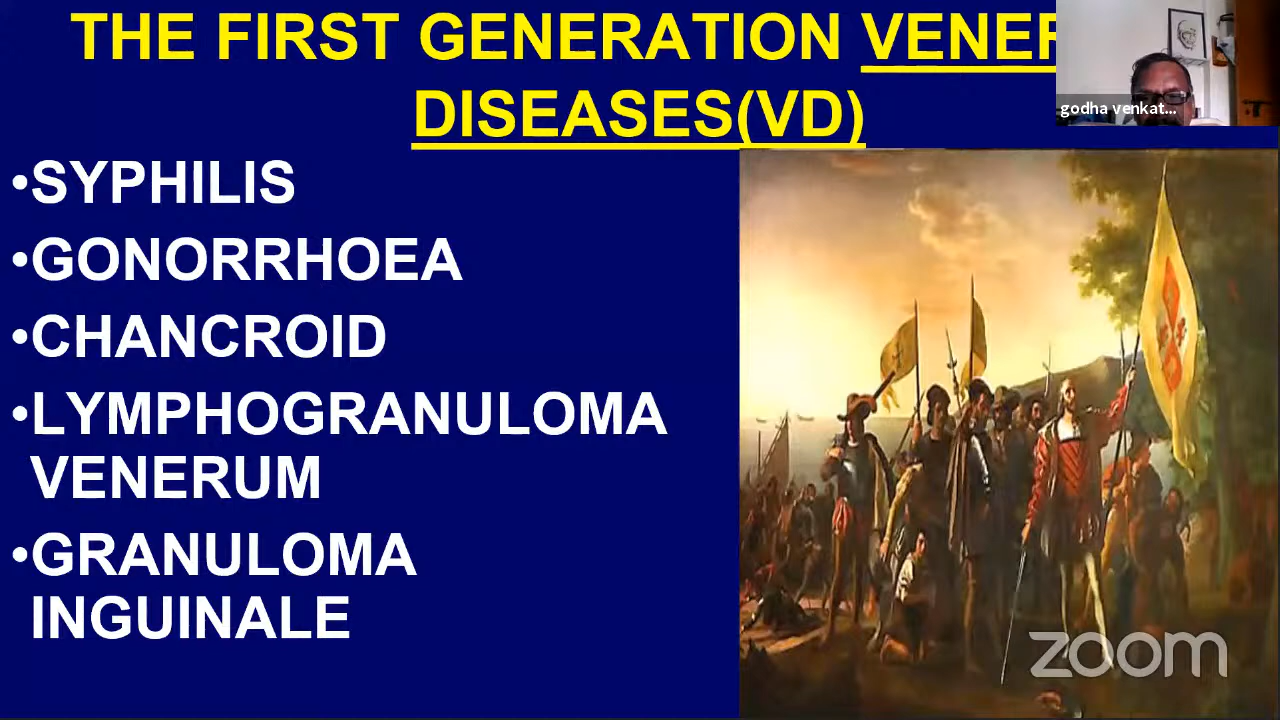 THE FIRST GENERATION VENER
DISEASES(VD)
godha venkat...
•SYPHILIS
•GONORRHOEA
•CHANCROID
•LYMPHOGRANULOMA
VENERUM
•GRANULOMA
INGUINALE
zoom